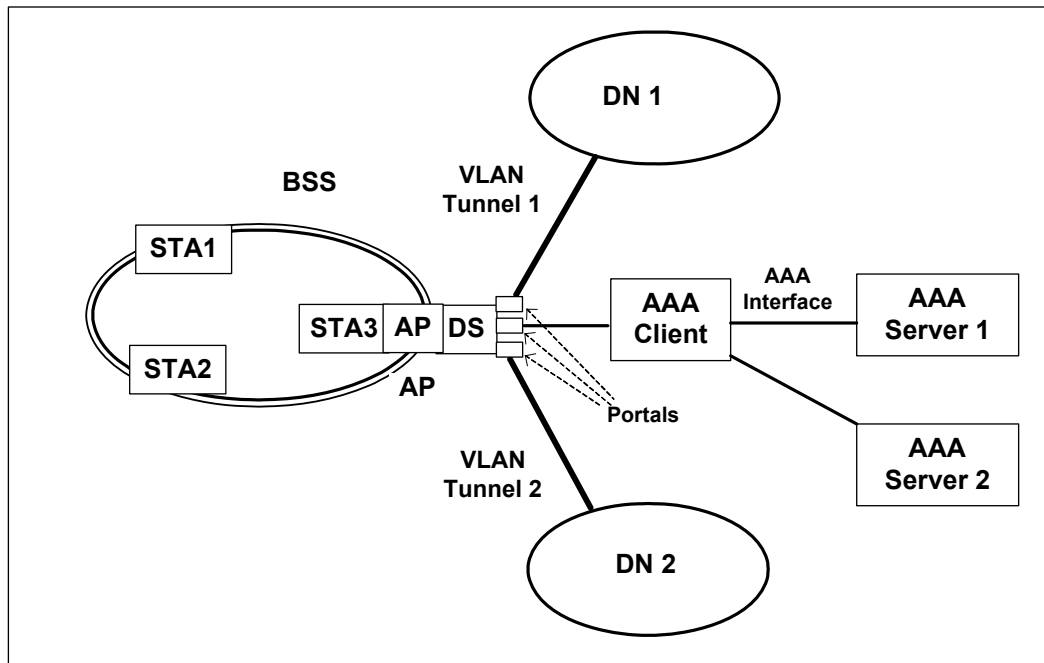 DN 1
VLAN
Tunnel 1
BSS
STA1
AAA
Interface
AAA
Client
AAA
Server 1
STA3
AP
DS
STA2
AP
Portals
AAA
Server 2
VLAN
Tunnel 2
DN 2